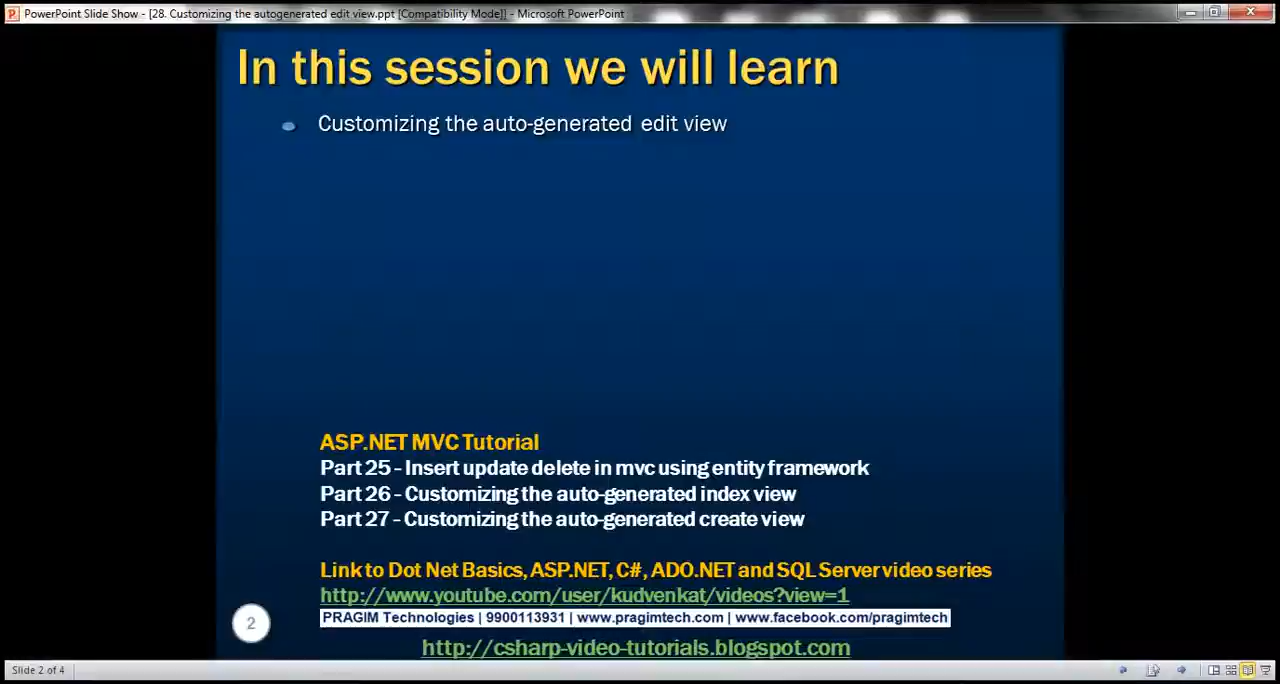 PowerPoint Slide Show - [28. Customizing the autogenerated edit view.ppt [Compatibility Mode]] - Microsoft PowerPoint
In this session we will learn
Customizing the auto-generated edit view
ASP.NET MVC Tutorial
Part 25 - Insert update delete in mvc using entity framework
Part 26 - Customizing the auto-generated index view
Part 27 - Customizing the auto-generated create view
Link to Dot Net Basics, ASP.NET, C#, ADO.NET and SQL Server video series
http://www.youtube.com/user/kudvenkat/videos?view=1
PRAGIM Technologies | 9900113931 | www.pragimtech.com | www.facebook.com/pragimtech
2
http://csharp-video-tutorials.blogspot.com
Slide 2 of 4